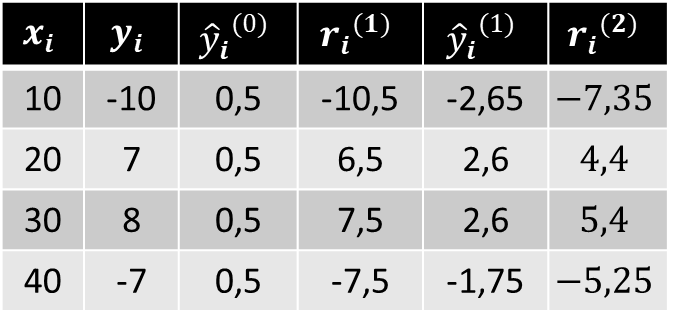 xᵢ yᵢ ŷᵢ⁽⁰⁾ rᵢ⁽¹⁾ ŷᵢ⁽¹⁾ rᵢ⁽²⁾
10 -10 0,5 -10,5 -2,65 −7,35
20 7 0,5 6,5 2,6 4,4
30 8 0,5 7,5 2,6 5,4
40 -7 0,5 -7,5 -1,75 −5,25